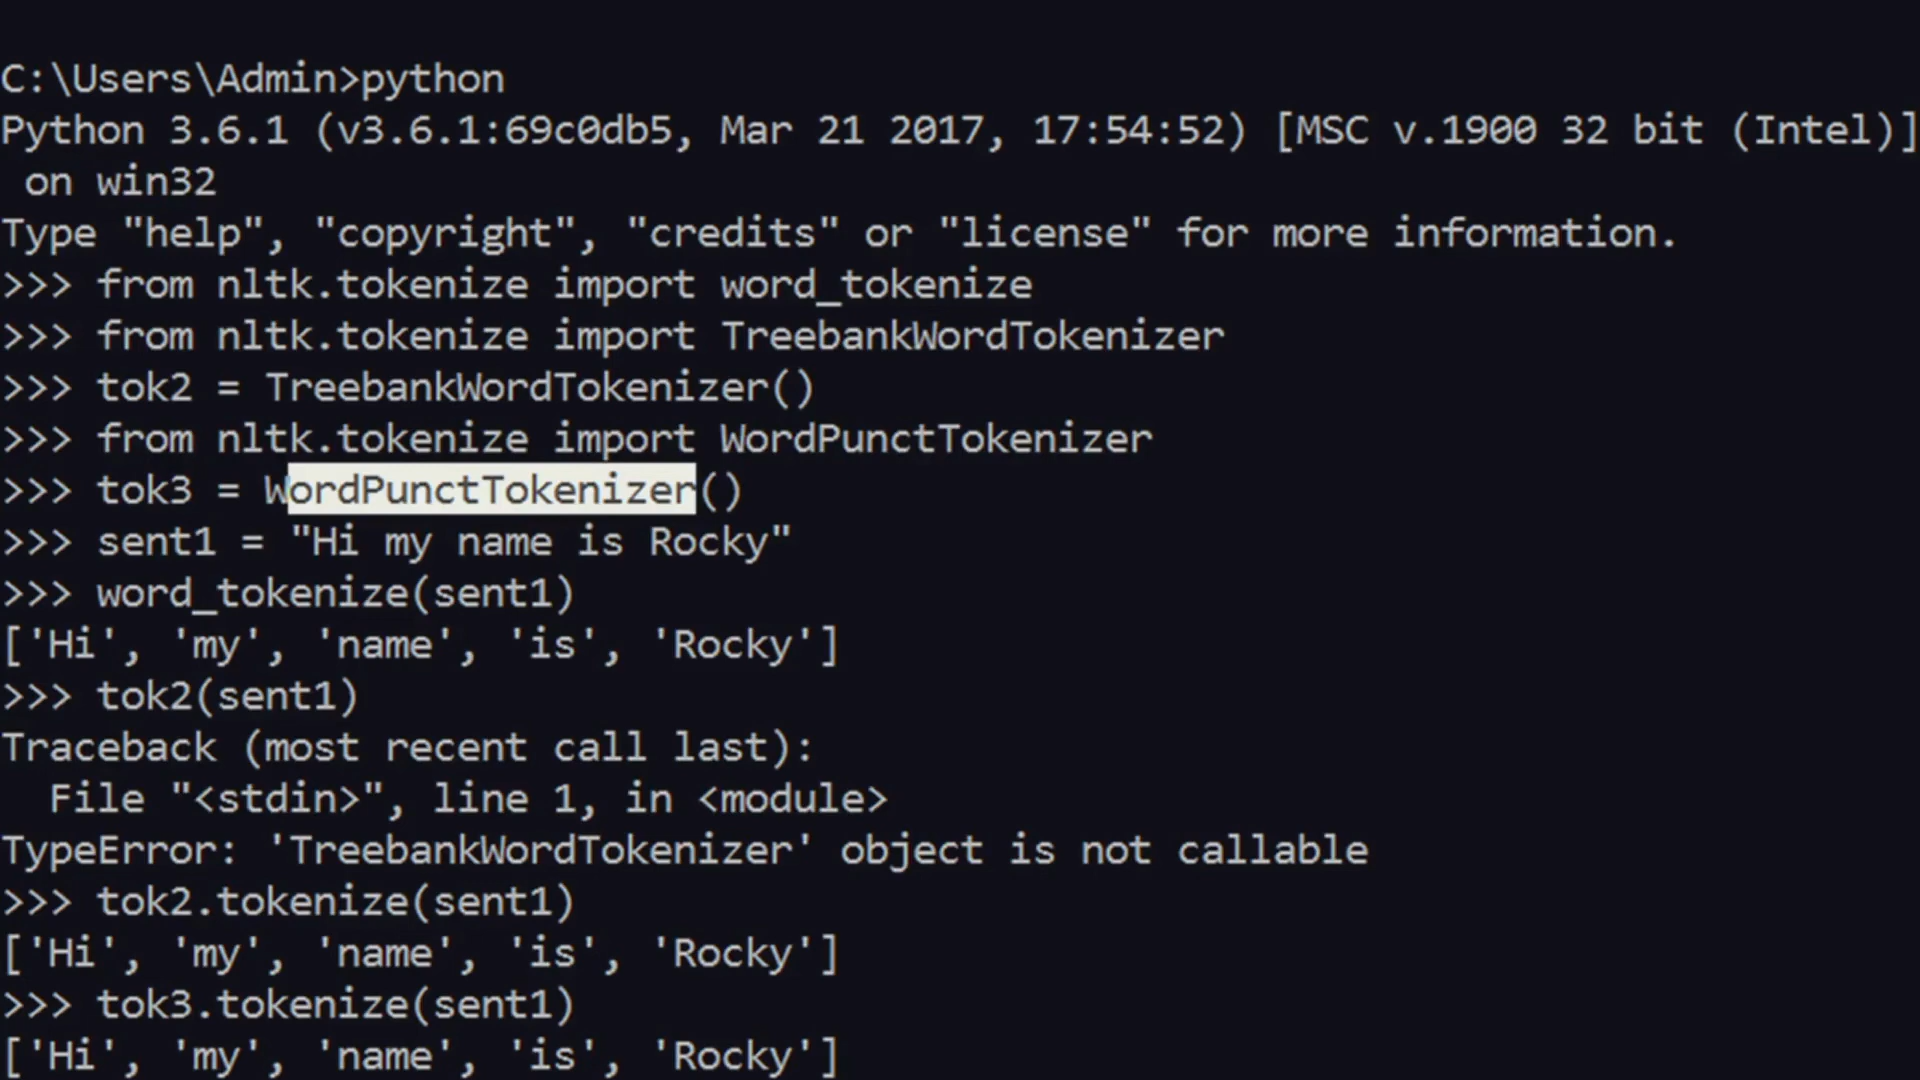 C:\Users\Admin>python
Python 3.6.1 (v3.6.1:69c0db5, Mar 21 2017, 17:54:52) [MSC v.1900 32 bit (Intel)]
 on win32
Type "help", "copyright", "credits" or "license" for more information.
>>> from nltk.tokenize import word_tokenize
>>> from nltk.tokenize import TreebankWordTokenizer
>>> tok2 = TreebankWordTokenizer()
>>> from nltk.tokenize import WordPunctTokenizer
>>> tok3 = WordPunctTokenizer()
>>> sent1 = "Hi my name is Rocky"
>>> word_tokenize(sent1)
['Hi', 'my', 'name', 'is', 'Rocky']
>>> tok2(sent1)
Traceback (most recent call last):
  File "<stdin>", line 1, in <module>
TypeError: 'TreebankWordTokenizer' object is not callable
>>> tok2.tokenize(sent1)
['Hi', 'my', 'name', 'is', 'Rocky']
>>> tok3.tokenize(sent1)
['Hi', 'my', 'name', 'is', 'Rocky']